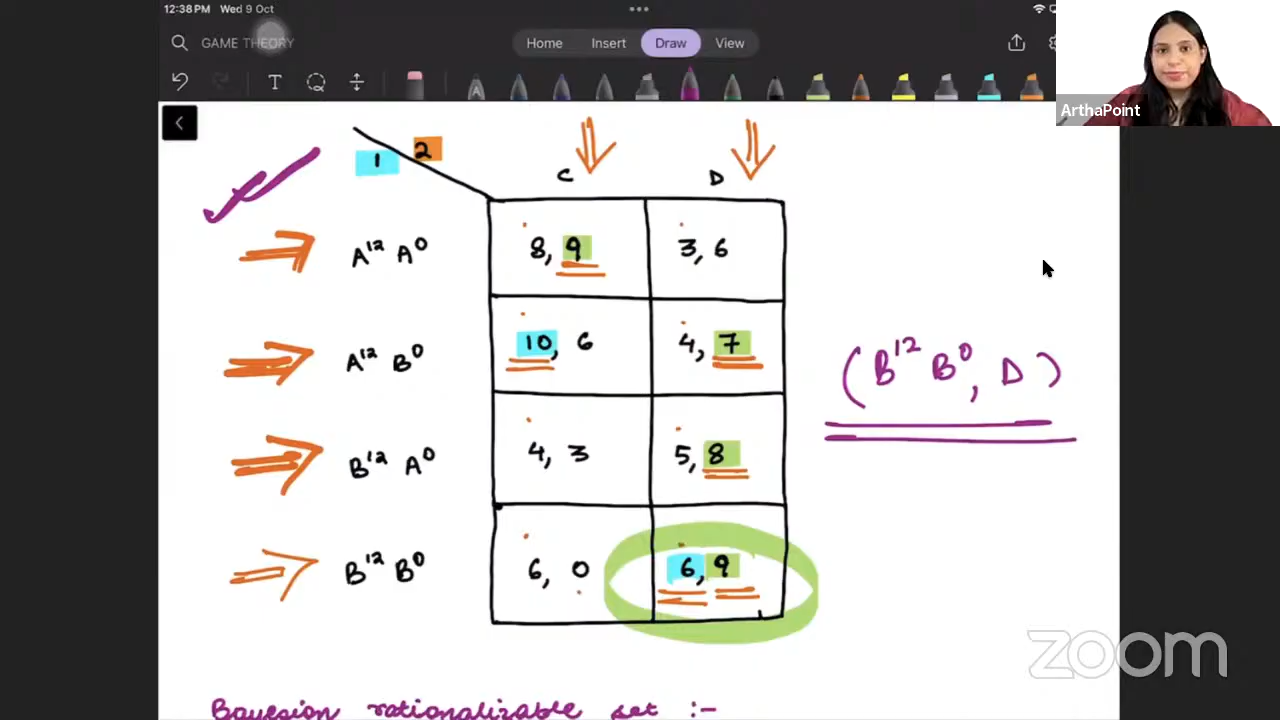 12:38 PM Wed 9 Oct
GAME THEORY
Home Insert Draw View
ArthaPoint
1 2
C D
A¹² A⁰ 8, 9 3, 6
A¹² B⁰ 10, 6 4, 7
(B¹² B⁰, D)
B¹² A⁰ 4, 3 5, 8
B¹² B⁰ 6, 0 6, 9
zoom
Bayesion rationalizable set :-